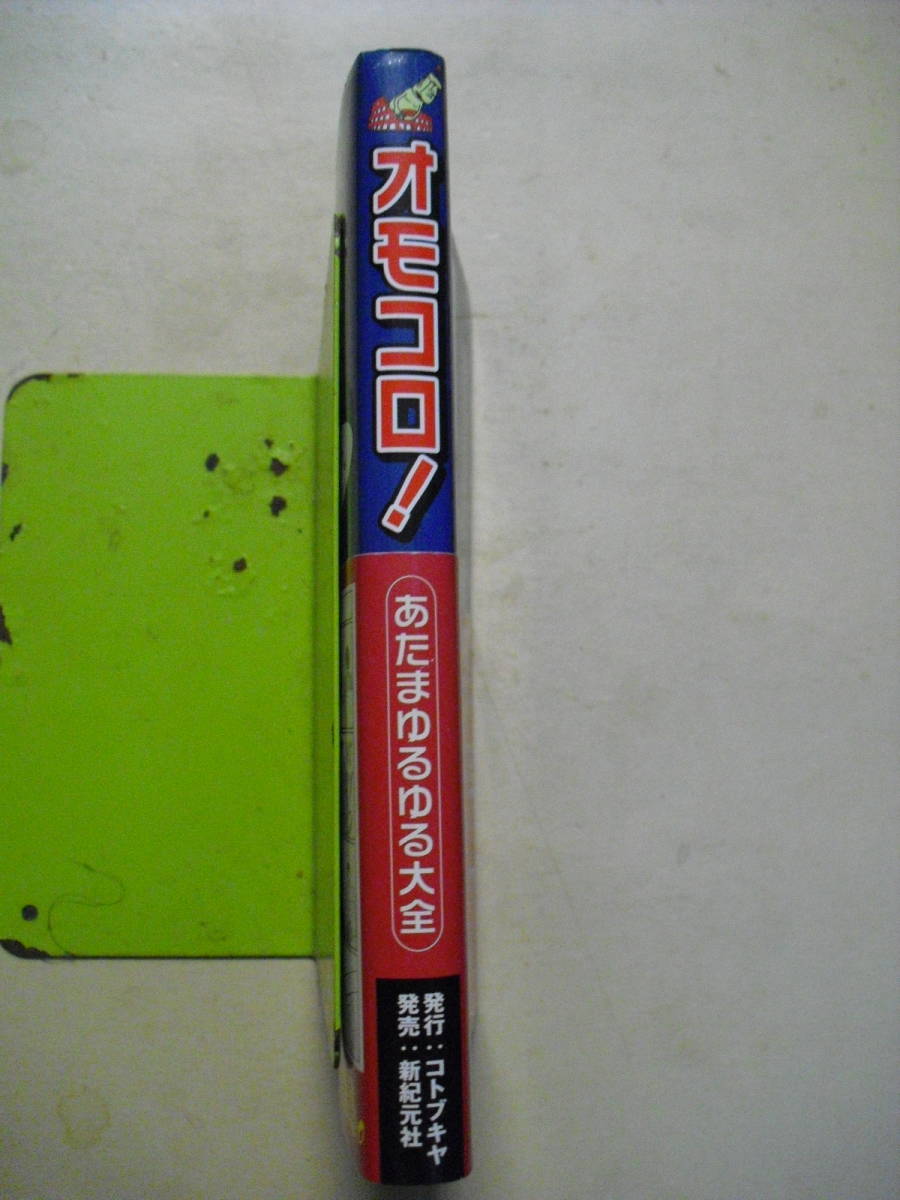 オモコロ!
あたまゆるゆる大全
発行:コトブキヤ
発売:新紀元社